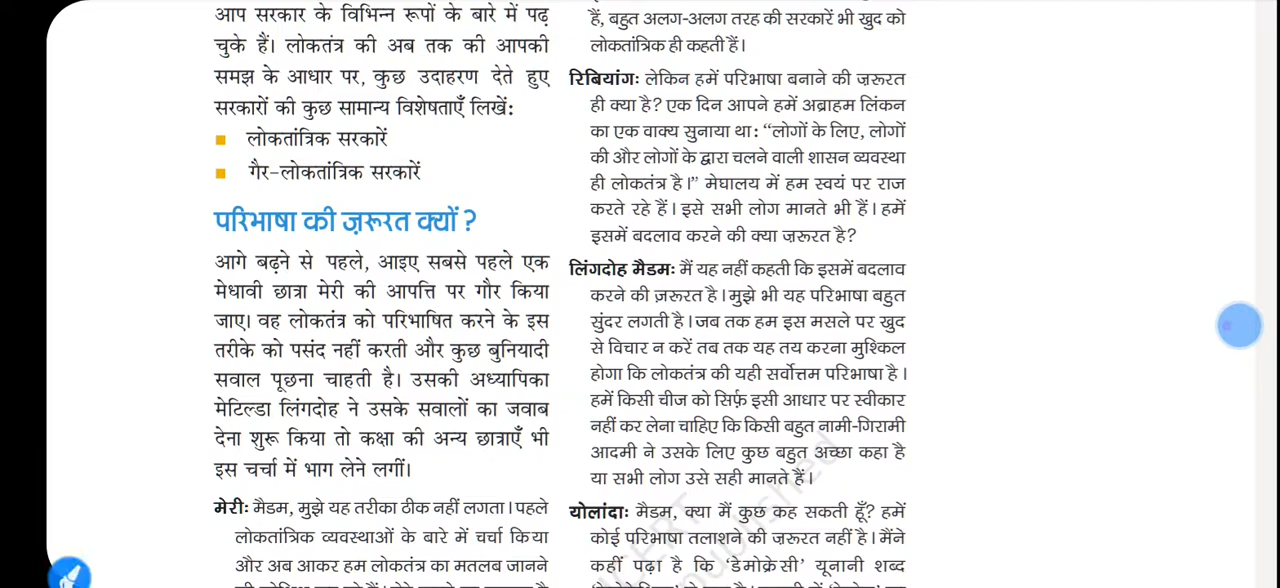 आप सरकार के विभिन्न रूपों के बारे में पढ़
चुके हैं। लोकतंत्र की अब तक की आपकी
समझ के आधार पर, कुछ उदाहरण देते हुए
सरकारों की कुछ सामान्य विशेषताएँ लिखें:
लोकतांत्रिक सरकारें
गैर-लोकतांत्रिक सरकारें
परिभाषा की ज़रूरत क्यों?
आगे बढ़ने से पहले, आइए सबसे पहले एक
मेधावी छात्रा मेरी की आपत्ति पर गौर किया
जाए। वह लोकतंत्र को परिभाषित करने के इस
तरीके को पसंद नहीं करती और कुछ बुनियादी
सवाल पूछना चाहती है। उसकी अध्यापिका
मेटिल्डा लिंगदोह ने उसके सवालों का जवाब
देना शुरू किया तो कक्षा की अन्य छात्राएँ भी
इस चर्चा में भाग लेने लगीं।
मेरी: मैडम, मुझे यह तरीका ठीक नहीं लगता। पहले
लोकतांत्रिक व्यवस्थाओं के बारे में चर्चा किया
और अब आकर हम लोकतंत्र का मतलब जानने
हैं, बहुत अलग-अलग तरह की सरकारें भी खुद को
लोकतांत्रिक ही कहती हैं।
रिबियांग: लेकिन हमें परिभाषा बनाने की ज़रूरत
ही क्या है? एक दिन आपने हमें अब्राहम लिंकन
का एक वाक्य सुनाया था: “लोगों के लिए, लोगों
की और लोगों के द्वारा चलने वाली शासन व्यवस्था
ही लोकतंत्र है।” मेघालय में हम स्वयं पर राज
करते रहे हैं। इसे सभी लोग मानते भी हैं। हमें
इसमें बदलाव करने की क्या ज़रूरत है?
लिंगदोह मैडम: मैं यह नहीं कहती कि इसमें बदलाव
करने की ज़रूरत है। मुझे भी यह परिभाषा बहुत
सुंदर लगती है। जब तक हम इस मसले पर खुद
से विचार न करें तब तक यह तय करना मुश्किल
होगा कि लोकतंत्र की यही सर्वोत्तम परिभाषा है।
हमें किसी चीज को सिर्फ़ इसी आधार पर स्वीकार
नहीं कर लेना चाहिए कि किसी बहुत नामी-गिरामी
आदमी ने उसके लिए कुछ बहुत अच्छा कहा है
या सभी लोग उसे सही मानते हैं।
योलांदा: मैडम, क्या मैं कुछ कह सकती हूँ? हमें
कोई परिभाषा तलाशने की ज़रूरत नहीं है। मैंने
कहीं पढ़ा है कि ‘डेमोक्रेसी’ यूनानी शब्द
published